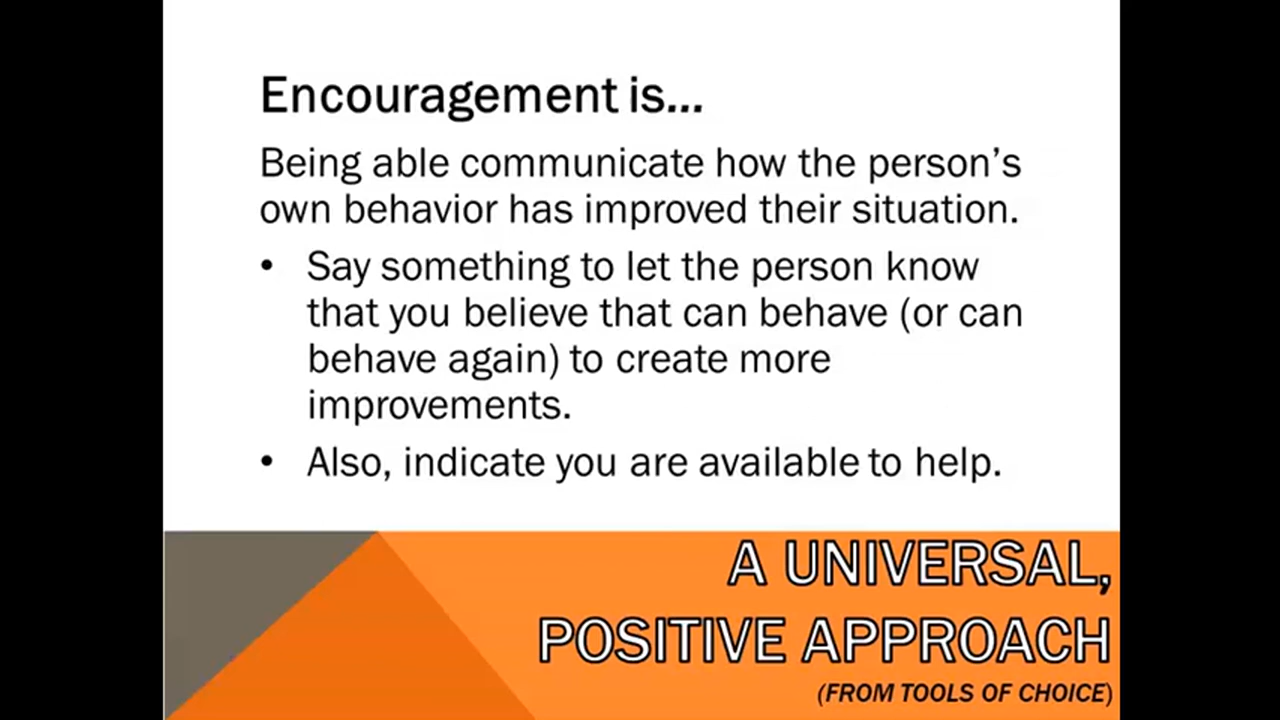 Encouragement is...
Being able communicate how the person’s
own behavior has improved their situation.
• Say something to let the person know
that you believe that can behave (or can
behave again) to create more
improvements.
• Also, indicate you are available to help.
A UNIVERSAL,
POSITIVE APPROACH
(FROM TOOLS OF CHOICE)